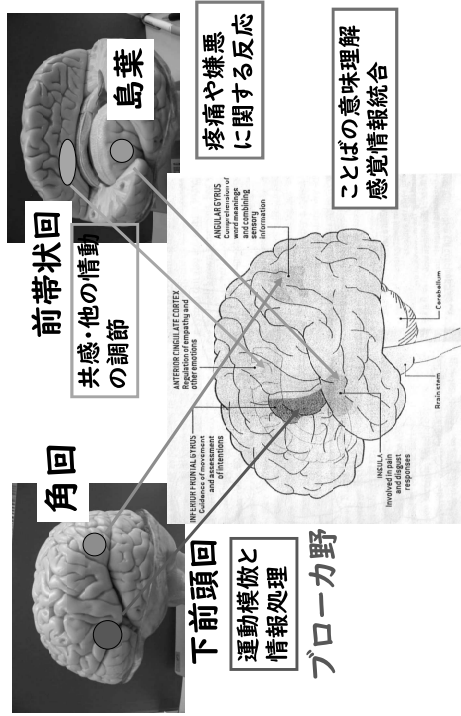 角回
前帯状回
島葉
共感・他の情動
の調節
疼痛や嫌悪
に関する反応
下前頭回
運動模倣と
情報処理
ブローカ野
ことばの意味理解
感覚情報統合
INFERIOR FRONTAL GYRUS
Guidance of movement
and assessment
of intentions
ANTERIOR CINGULATE CORTEX
Regulation of empathy and
other emotions
ANGULAR GYRUS
Comprehension of
word meanings
and combining
sensory
information
INSULA
Involved in pain
and disgust
responses
Brain stem
Cerebellum